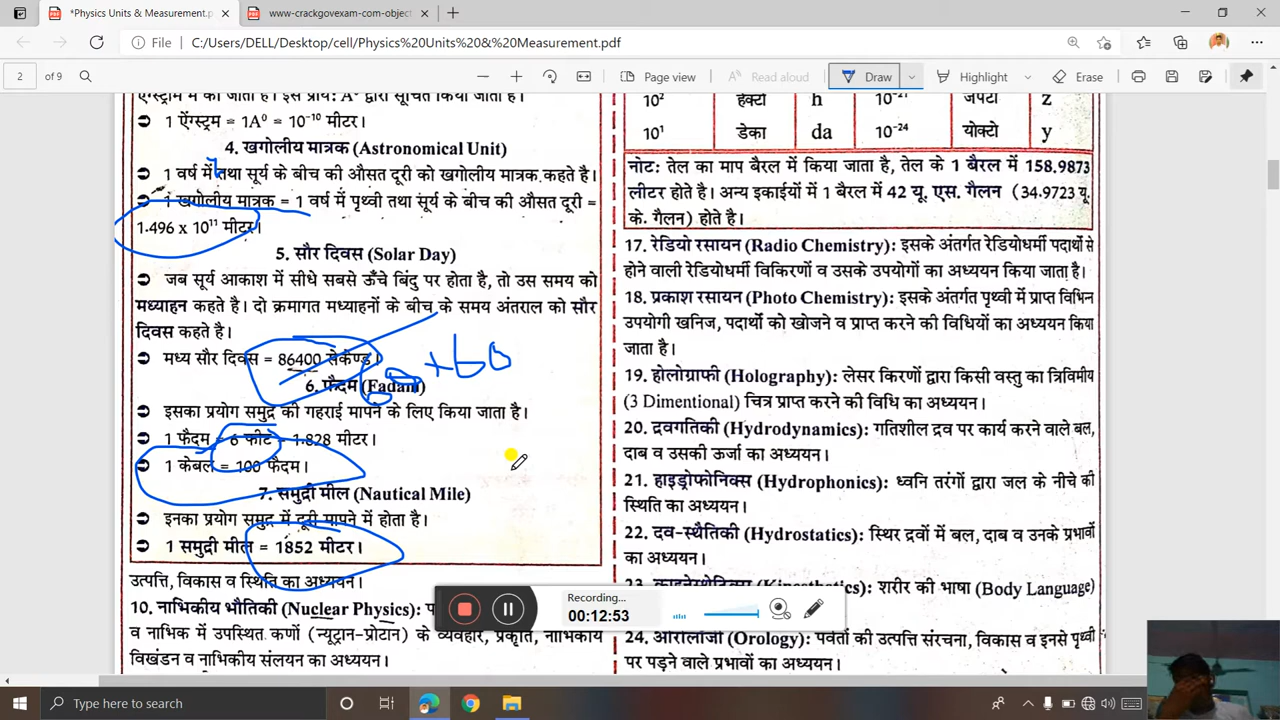 *Physics Units & Measurement.p
www-crackgovexam-com-object
File
C:/Users/DELL/Desktop/cell/Physics%20Units%20&%20Measurement.pdf
2
of 9
Page view
Read aloud
Draw
Highlight
Erase
ऐंग्स्ट्रॉम में की जाती है। इसे प्रायः A⁰ द्वारा सूचित किया जाता है।
➲ 1 ऐंग्स्ट्रम = 1A⁰ = 10⁻¹⁰ मीटर।
4. खगोलीय मात्रक (Astronomical Unit)
➲ 1 वर्ष में तथा सूर्य के बीच की औसत दूरी को खगोलीय मात्रक कहते है।
➲ 1 खगोलीय मात्रक = 1 वर्ष में पृथ्वी तथा सूर्य के बीच की औसत दूरी =
1.496 x 10¹¹ मीटर।
5. सौर दिवस (Solar Day)
➲ जब सूर्य आकाश में सीधे सबसे ऊँचे बिंदु पर होता है, तो उस समय को
मध्याहन कहते है। दो क्रमागत मध्याहनों के बीच के समय अंतराल को सौर
दिवस कहते है।
➲ मध्य सौर दिवस = 86400 सेकेण्ड।
60 +60
6. फैदम (Fadam)
➲ इसका प्रयोग समुद्र की गहराई मापने के लिए किया जाता है।
➲ 1 फैदम = 6 फीट = 1.828 मीटर।
➲ 1 केबल = 100 फैदम।
7. समुद्री मील (Nautical Mile)
➲ इनका प्रयोग समुद्र में दूरी मापने में होता है।
➲ 1 समुद्री मील = 1852 मीटर।
उत्पत्ति, विकास व स्थिति का अध्ययन।
10. नाभिकीय भौतिकी (Nuclear Physics):
व नाभिक में उपस्थित कणों (न्यूट्रान-प्रोटान) के व्यवहार, प्रकृति, नाभिकीय
विखंडन व नाभिकीय संलयन का अध्ययन।
10² हेक्टो h 10⁻²¹ जेपटो z
10¹ डेका da 10⁻²⁴ योक्टो y
नोट: तेल का माप बैरल में किया जाता है, तेल के 1 बैरल में 158.9873
लीटर होते है। अन्य इकाईयों में 1 बैरल में 42 यू. एस. गैलन (34.9723 यू.
के. गैलन) होते है।
17. रेडियो रसायन (Radio Chemistry): इसके अंतर्गत रेडियोधर्मी पदार्थों से
होने वाली रेडियोधर्मी विकिरणों व उसके उपयोगों का अध्ययन किया जाता है।
18. प्रकाश रसायन (Photo Chemistry): इसके अंतर्गत पृथ्वी में प्राप्त विभिन
उपयोगी खनिज, पदार्थों को खोजने व प्राप्त करने की विधियों का अध्ययन किया
जाता है।
19. होलोग्राफी (Holography): लेसर किरणों द्वारा किसी वस्तु का त्रिविमीय
(3 Dimentional) चित्र प्राप्त करने की विधि का अध्ययन।
20. द्रवगतिकी (Hydrodynamics): गतिशील द्रव पर कार्य करने वाले बल,
दाब व उसकी ऊर्जा का अध्ययन।
21. हाइड्रोफोनिक्स (Hydrophonics): ध्वनि तरंगों द्वारा जल के नीचे की
स्थिति का अध्ययन।
22. दव-स्थैतिकी (Hydrostatics): स्थिर द्रवों में बल, दाब व उनके प्रभावों
का अध्ययन।
23. काइनेस्थेटिक्स (Kinesthatics): शरीर की भाषा (Body Language)
24. ओरोलॉजी (Orology): पर्वतों की उत्पत्ति संरचना, विकास व इनसे पृथ्वी
पर पड़ने वाले प्रभावों का अध्ययन।
Recording...
00:12:53
Type here to search